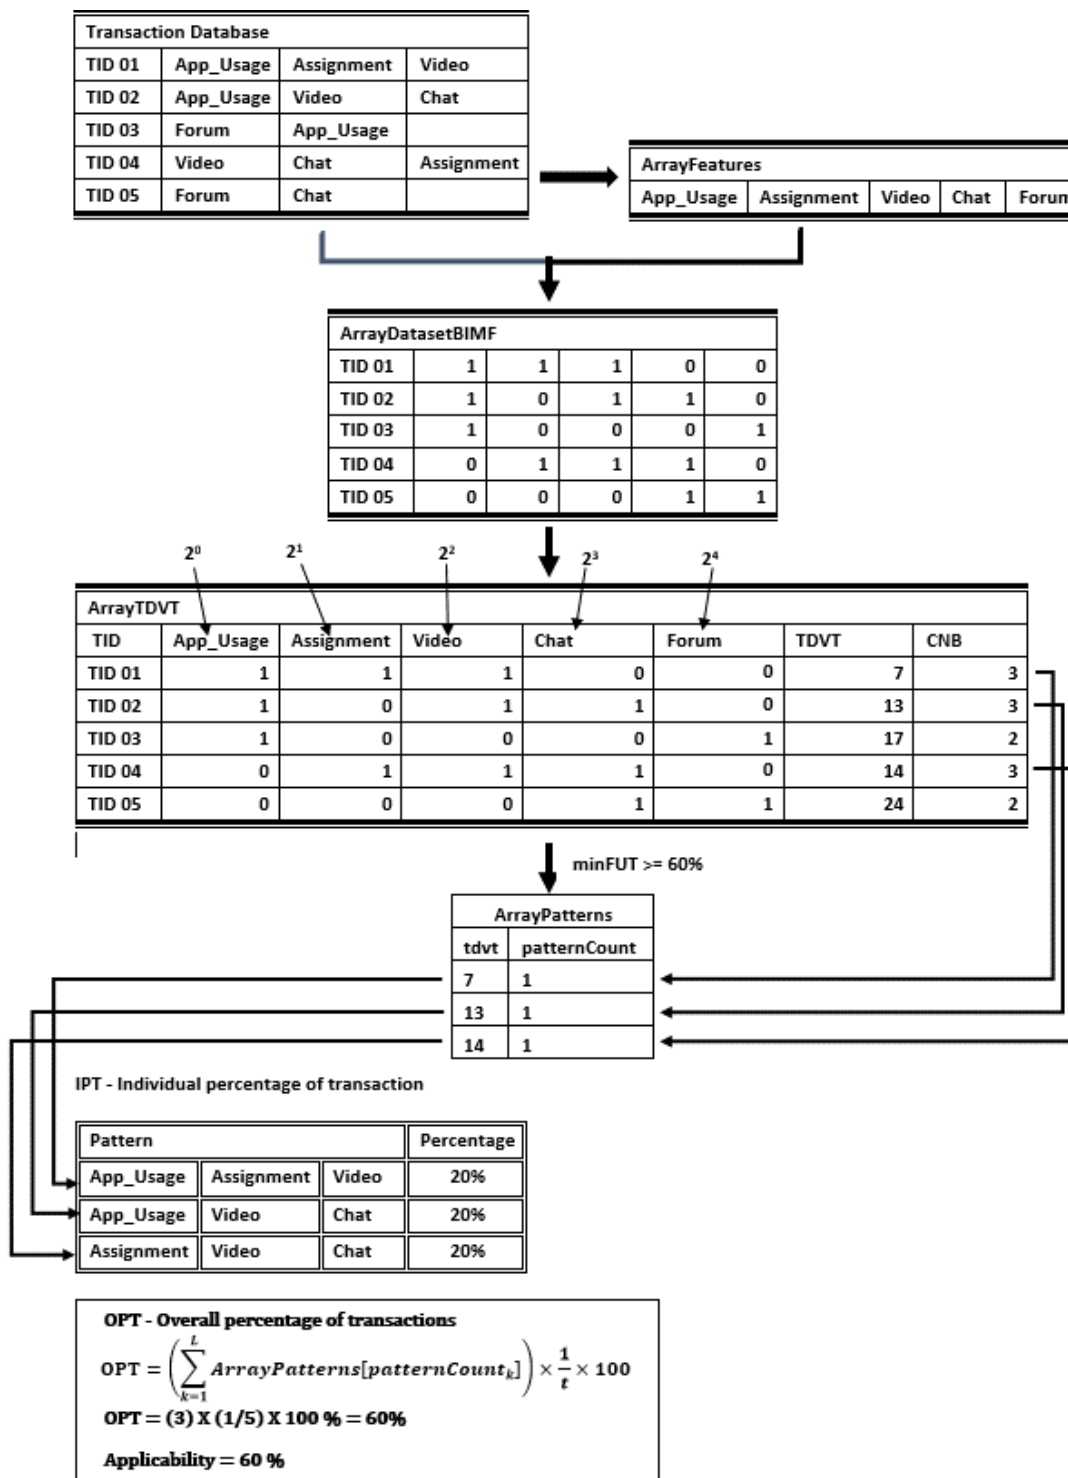 Transaction Database
TID 01 App_Usage Assignment Video
TID 02 App_Usage Video Chat
TID 03 Forum App_Usage
TID 04 Video Chat Assignment
TID 05 Forum Chat
ArrayFeatures
App_Usage Assignment Video Chat Forum
ArrayDatasetBIMF
TID 01 1 1 1 0 0
TID 02 1 0 1 1 0
TID 03 1 0 0 0 1
TID 04 0 1 1 1 0
TID 05 0 0 0 1 1
2⁰ 2¹ 2² 2³ 2⁴
ArrayTDVT
TID App_Usage Assignment Video Chat Forum TDVT CNB
TID 01 1 1 1 0 0 7 3
TID 02 1 0 1 1 0 13 3
TID 03 1 0 0 0 1 17 2
TID 04 0 1 1 1 0 14 3
TID 05 0 0 0 1 1 24 2
minFUT >= 60%
ArrayPatterns
tdvt patternCount
7 1
13 1
14 1
IPT - Individual percentage of transaction
Pattern Percentage
App_Usage Assignment Video 20%
App_Usage Video Chat 20%
Assignment Video Chat 20%
OPT - Overall percentage of transactions
OPT = (∑_{k=1}^{L} ArrayPatterns[patternCount_k]) × 1/t × 100
OPT = (3) X (1/5) X 100 % = 60%
Applicability = 60 %